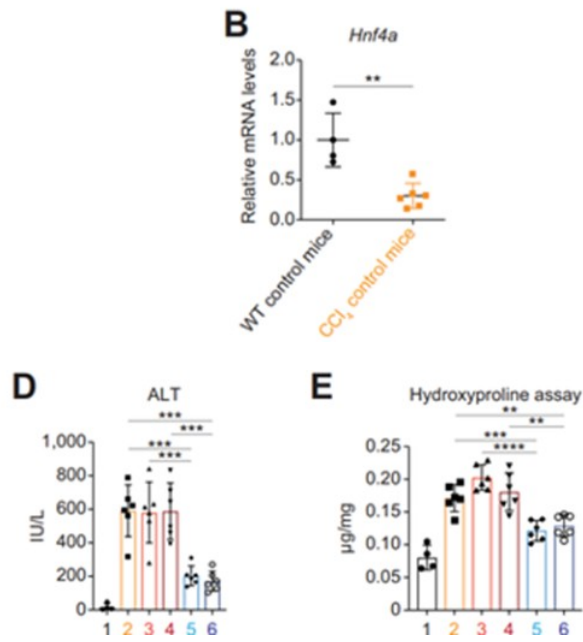 B
Hnf4a
Relative mRNA levels
2.0
1.5
1.0
0.5
0.0
**
WT control mice
CCl₄ control mice
D
ALT
***
***
***
***
1,000
800
600
400
200
0
IU/L
1 2 3 4 5 6
E
Hydroxyproline assay
**
**
***
****
0.25
0.20
0.15
0.10
0.05
0
µg/mg
1 2 3 4 5 6